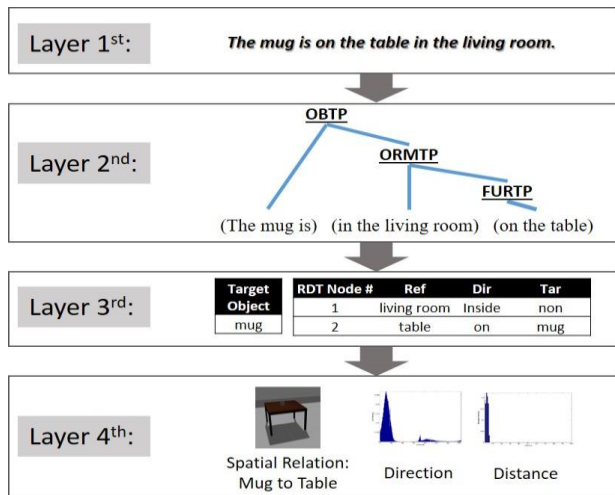 Layer 1st:
The mug is on the table in the living room.
Layer 2nd:
OBTP
ORMTP
FURTP
(The mug is) (in the living room) (on the table)
Layer 3rd:
Target Object
mug
RDT Node # Ref Dir Tar
1 living room Inside non
2 table on mug
Layer 4th:
Spatial Relation:
Mug to Table
Direction
Distance